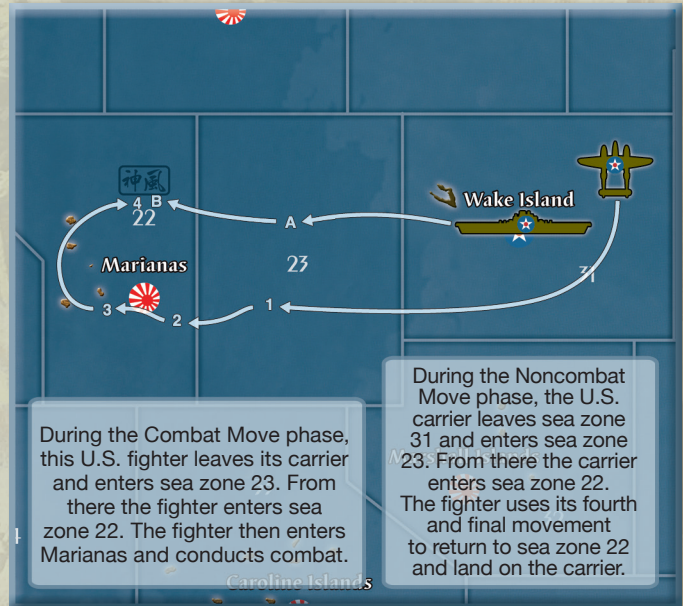 神風
4 B
22
Wake Island
A
Marianas
23
31
1
3
2
During the Combat Move phase,
this U.S. fighter leaves its carrier
and enters sea zone 23. From
there the fighter enters sea
zone 22. The fighter then enters
Marianas and conducts combat.
During the Noncombat
Move phase, the U.S.
carrier leaves sea zone
31 and enters sea zone
23. From there the carrier
enters sea zone 22.
The fighter uses its fourth
and final movement
to return to sea zone 22
and land on the carrier.
Marshall Islands
4
Caroline Islands